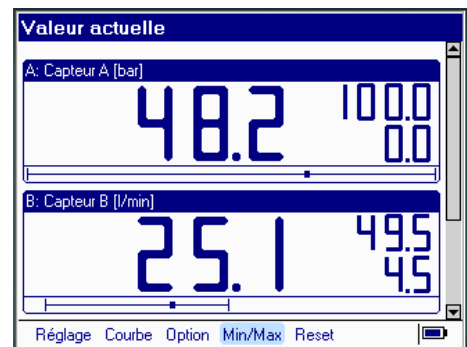 Valeur actuelle
A: Capteur A [bar]
48.2
100.0
0.0
B: Capteur B [l/min]
25.1
49.5
4.5
Réglage Courbe Option Min/Max Reset